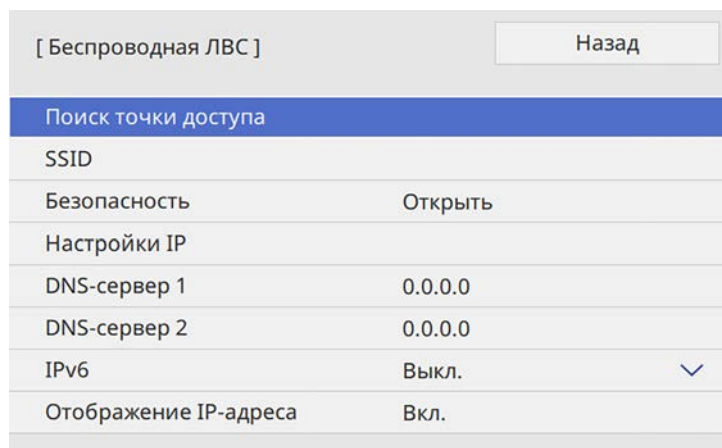 [ Беспроводная ЛВС ] Назад
Поиск точки доступа
SSID
Безопасность Открыть
Настройки IP
DNS-сервер 1 0.0.0.0
DNS-сервер 2 0.0.0.0
IPv6 Выкл.
Отображение IP-адреса Вкл.